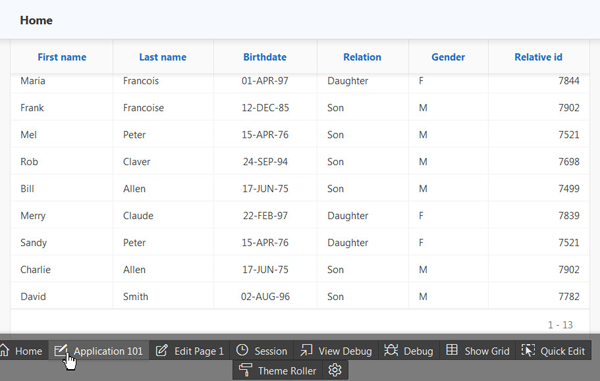 Home
First name Last name Birthdate Relation Gender Relative id
Maria Francois 01-APR-97 Daughter F 7844
Frank Francoise 12-DEC-85 Son M 7902
Mel Peter 15-APR-76 Son M 7521
Rob Claver 24-SEP-94 Son M 7698
Bill Allen 17-JUN-75 Son M 7499
Merry Claude 22-FEB-97 Daughter F 7839
Sandy Peter 15-APR-76 Daughter F 7521
Charlie Allen 17-JUN-75 Son M 7902
David Smith 02-AUG-96 Son M 7782
1 - 13
Home Application 101 Edit Page 1 Session View Debug Debug Show Grid Quick Edit
Theme Roller